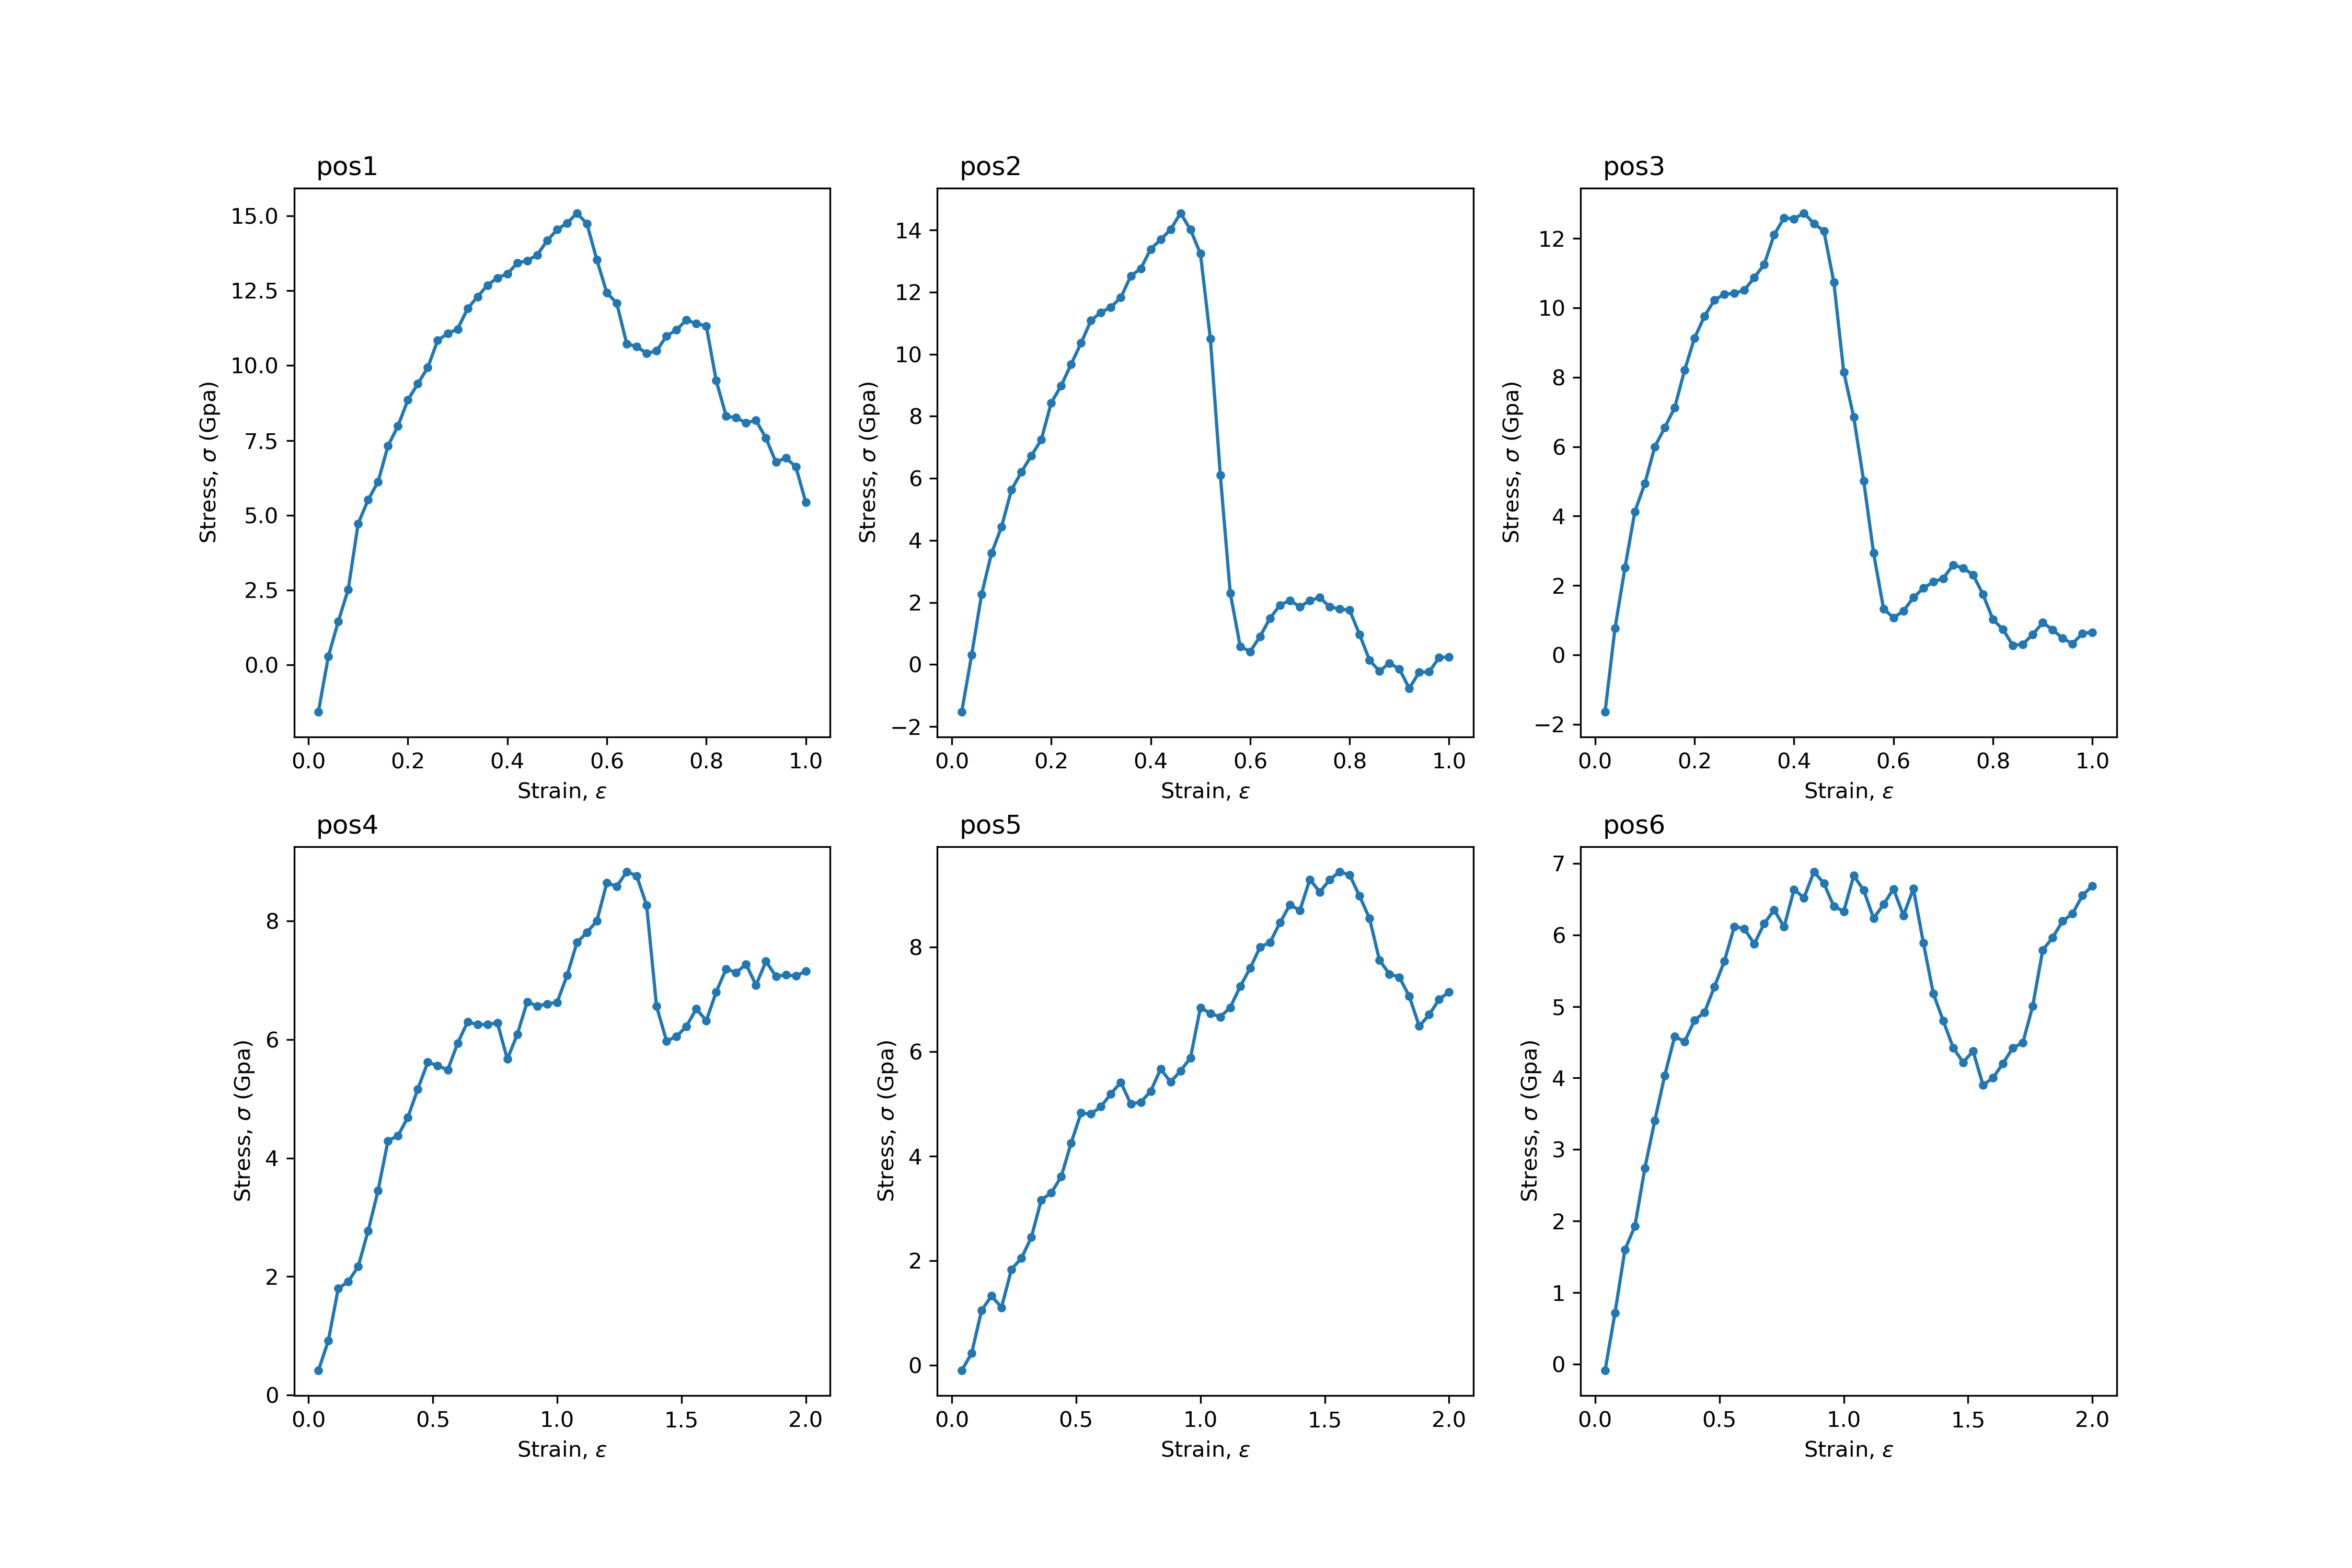 pos1
pos2
pos3
15.0
12.5
10.0
7.5
5.0
2.5
0.0
Stress, σ (Gpa)
0.0 0.2 0.4 0.6 0.8 1.0
Strain, ε
14
12
10
8
6
4
2
0
−2
Stress, σ (Gpa)
0.0 0.2 0.4 0.6 0.8 1.0
Strain, ε
12
10
8
6
4
2
0
−2
Stress, σ (Gpa)
0.0 0.2 0.4 0.6 0.8 1.0
Strain, ε
pos4
pos5
pos6
8
6
4
2
0
Stress, σ (Gpa)
0.0 0.5 1.0 1.5 2.0
Strain, ε
8
6
4
2
0
Stress, σ (Gpa)
0.0 0.5 1.0 1.5 2.0
Strain, ε
7
6
5
4
3
2
1
0
Stress, σ (Gpa)
0.0 0.5 1.0 1.5 2.0
Strain, ε